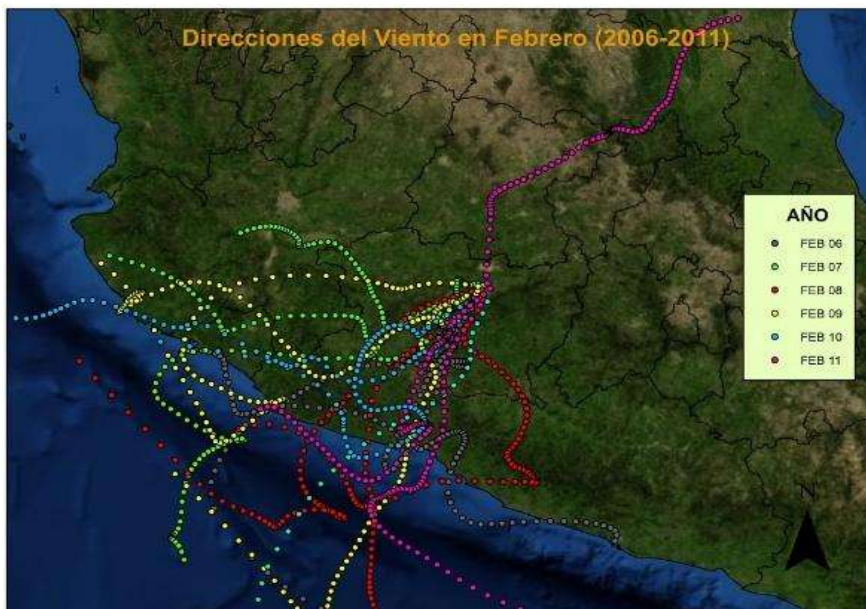 Direcciones del Viento en Febrero (2006-2011)
AÑO
FEB 06
FEB 07
FEB 08
FEB 09
FEB 10
FEB 11
N